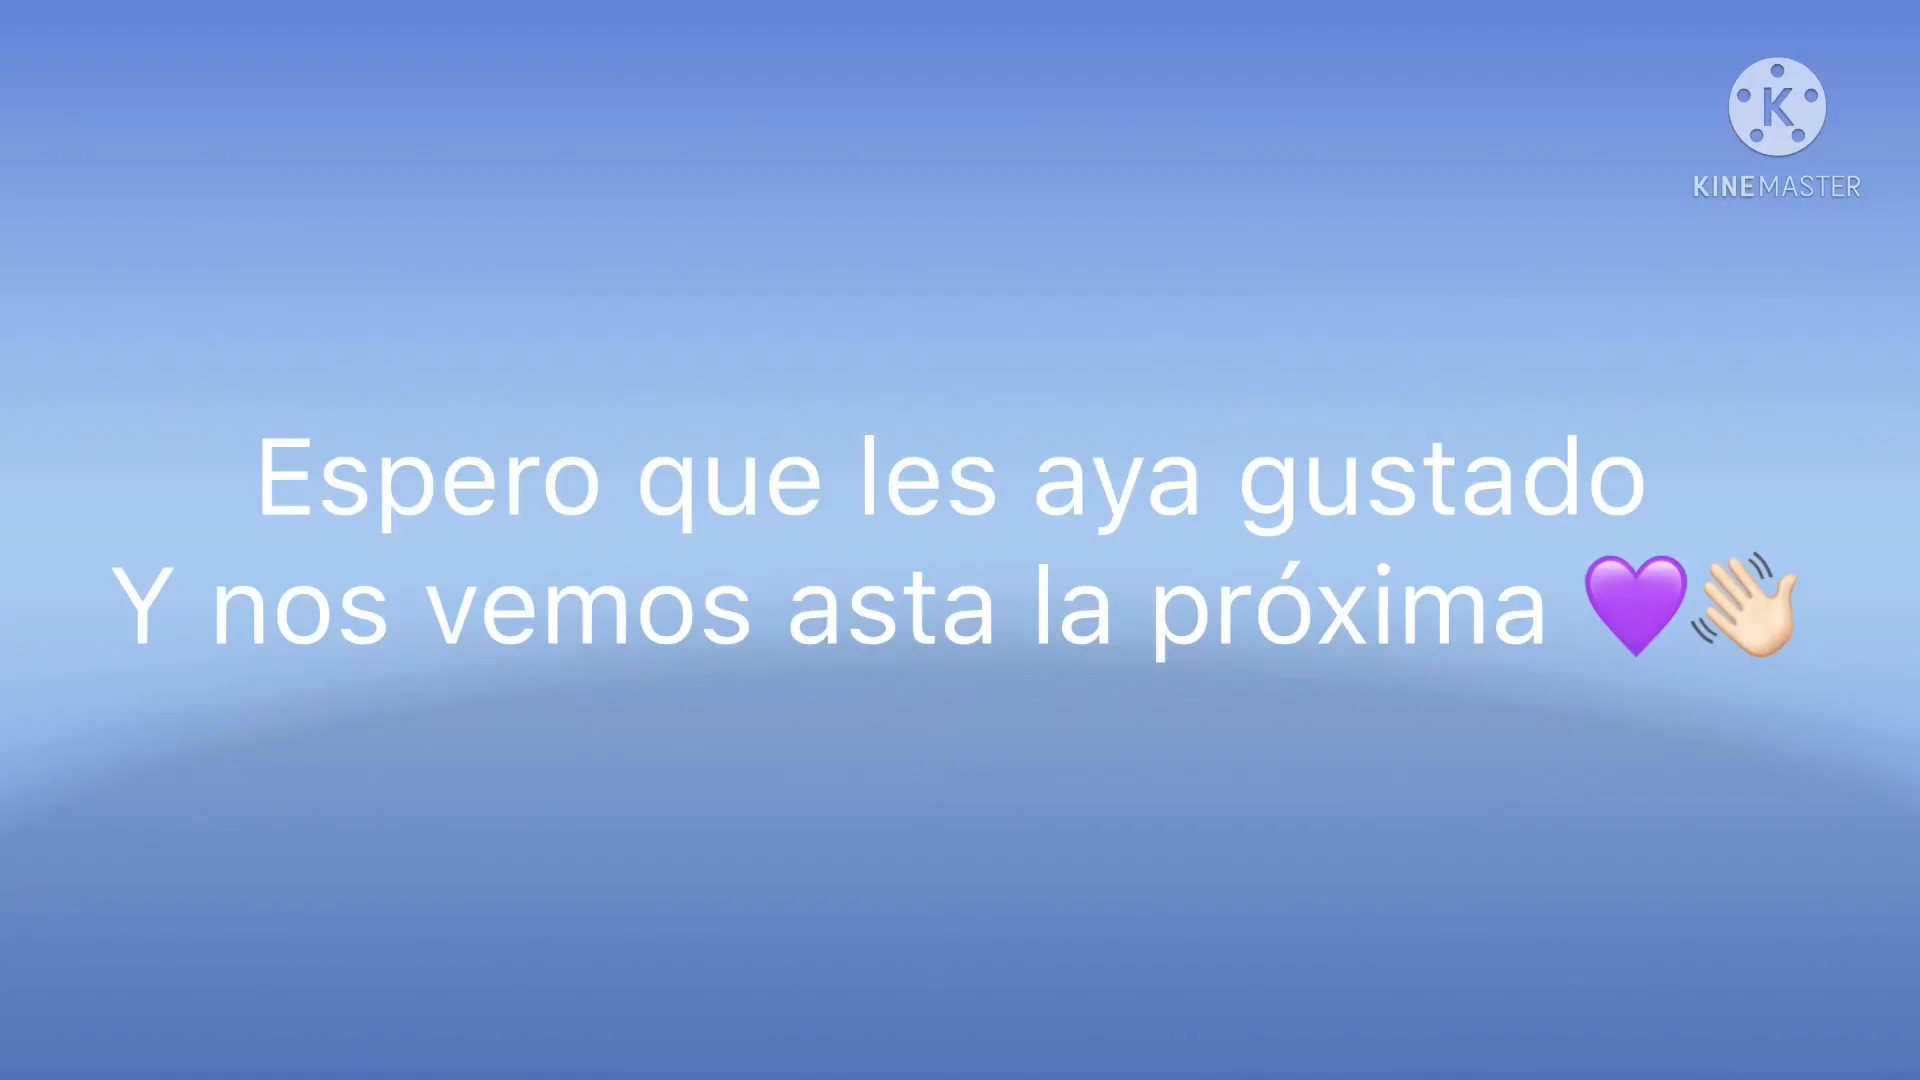 K
KINEMASTER
Espero que les aya gustado
Y nos vemos asta la próxima 💜👋🏻